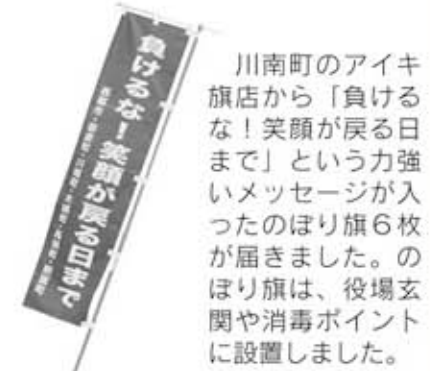 負けるな！笑顔が戻る日まで
川南町のアイキ
旗店から「負ける
な！笑顔が戻る日
まで」という力強
いメッセージが入
ったのぼり旗６枚
が届きました。の
ぼり旗は、役場玄
関や消毒ポイント
に設置しました。